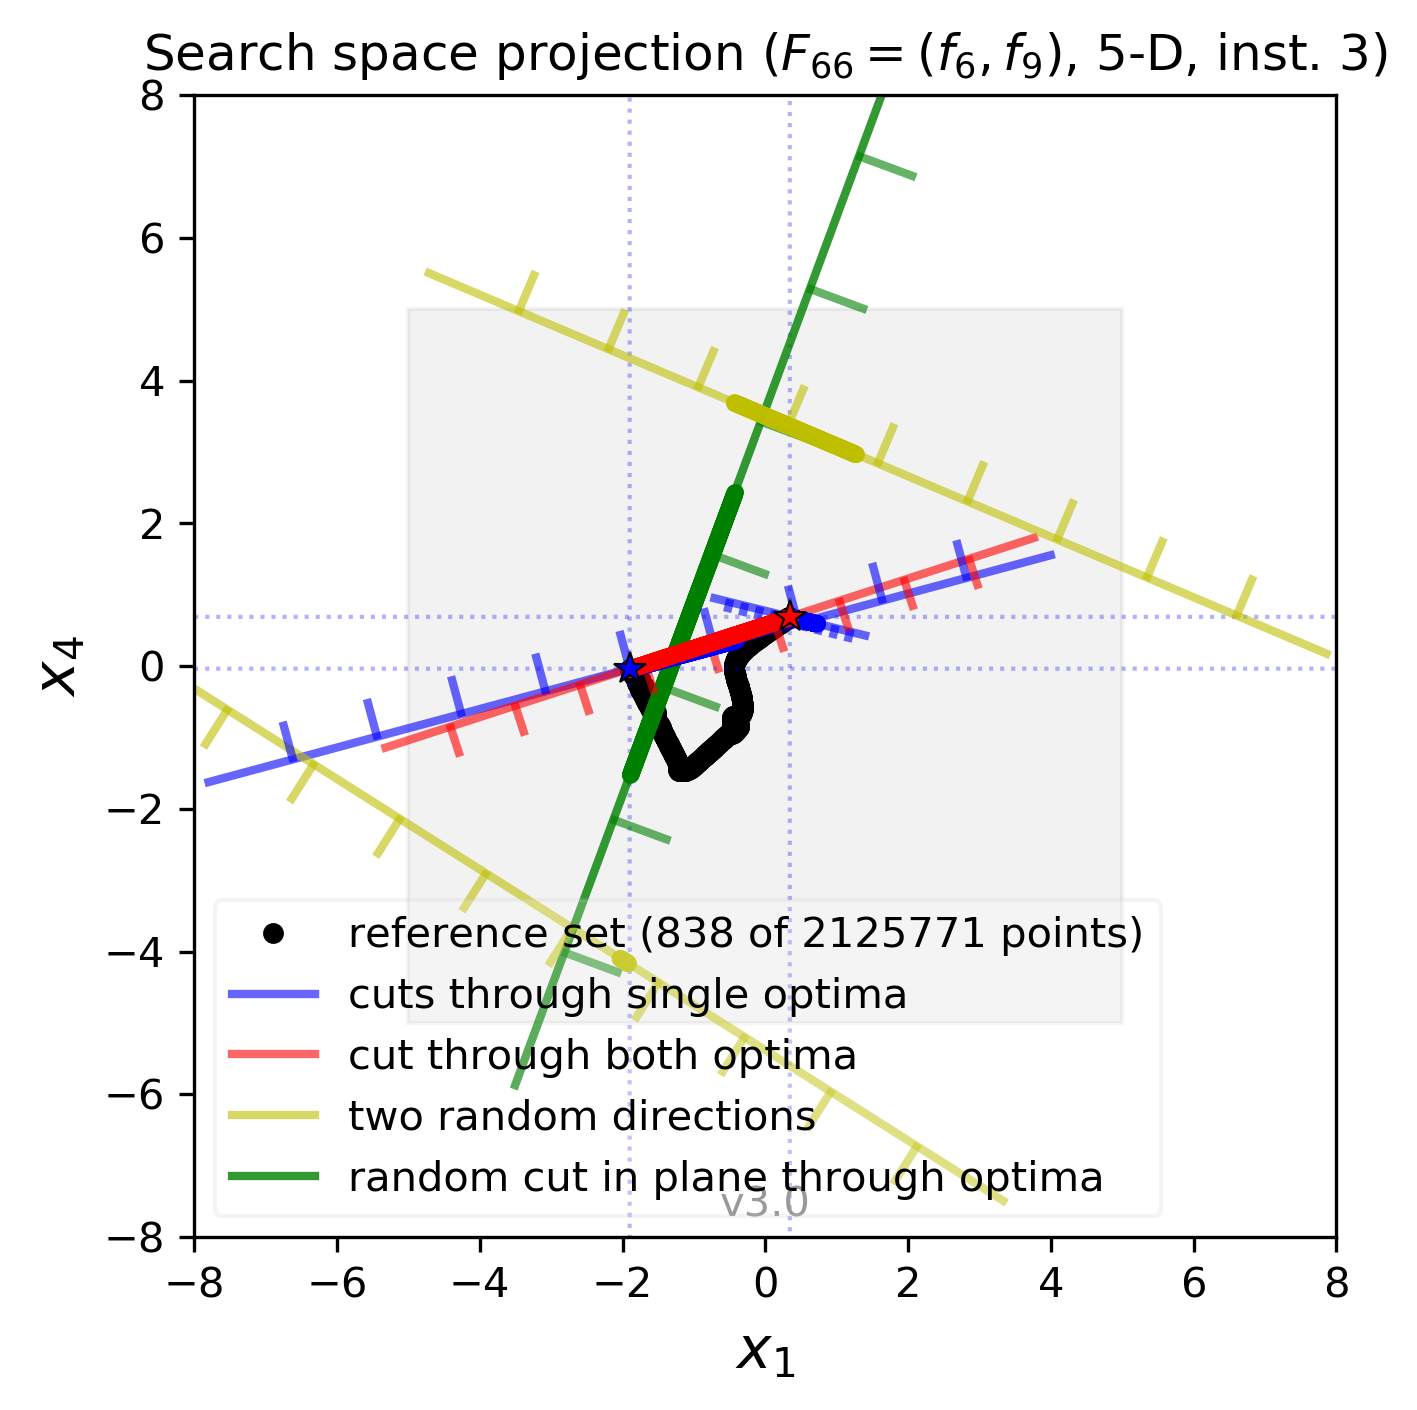 Search space projection (F66 = (f6, f9), 5-D, inst. 3)
8
6
4
2
0
−2
−4
−6
−8
x4
reference set (838 of 2125771 points)
cuts through single optima
cut through both optima
two random directions
random cut in plane through optima
v3.0
−8 −6 −4 −2 0 2 4 6 8
x1